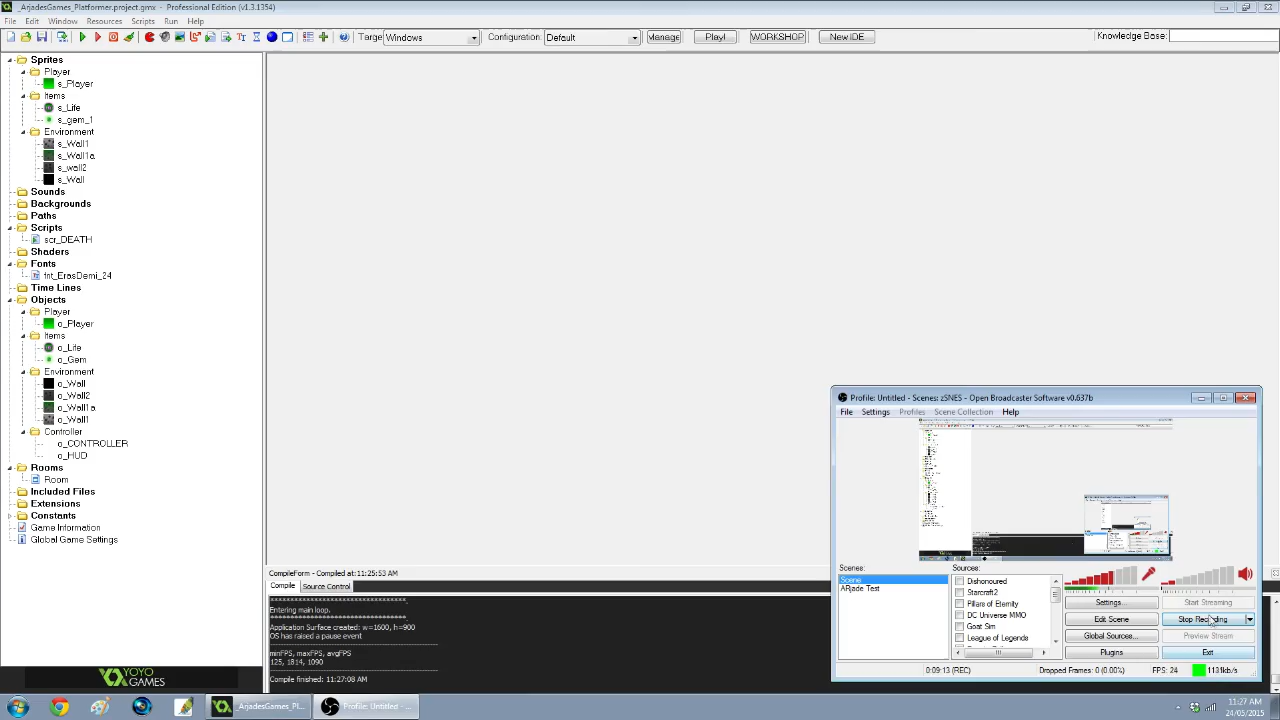 _ArjadesGames_Platformer.project.gmx - Professional Edition (v1.3.1354)
File Edit Window Resources Scripts Run Help
Target Windows Configuration: Default Manage Play! WORKSHOP New IDE Knowledge Base:
Sprites
Player
s_Player
Items
s_Life
s_gem_1
Environment
s_Wall1
s_Wall1a
s_wall2
s_Wall
Sounds
Backgrounds
Paths
Scripts
scr_DEATH
Shaders
Fonts
fnt_ErasDemi_24
Time Lines
Objects
Player
o_Player
Items
o_Life
o_Gem
Environment
o_Wall
o_Wall2
o_Wall1a
o_Wall1
Controller
o_CONTROLLER
o_HUD
Rooms
Room
Included Files
Extensions
Constants
Game Information
Global Game Settings
YOYO
GAMES
CompileForm - Compiled at:11:25:53 AM
Compile Source Control
Entering main loop.
Application Surface created: w=1600, h=900
OS has raised a pause event
minFPS, maxFPS, avgFPS
125, 1814, 1090
Compile finished: 11:27:08 AM
Profile: Untitled - Scenes: zSNES - Open Broadcaster Software v0.637b
File Settings Profiles Scene Collection Help
Scenes:
Scene
ARjade Test
Sources:
Dishonoured
Starcraft2
Pillars of Eternity
DC Universe MMO
Goat Sim
League of Legends
Settings... Start Streaming
Edit Scene Stop Recording
Global Sources... Preview Stream
Plugins Exit
0:09:13 (REC) Dropped Frames: 0 (0.00%) FPS: 24 1131kb/s
_ArjadesGames_Pl... Profile: Untitled - ...
11:27 AM
24/05/2015